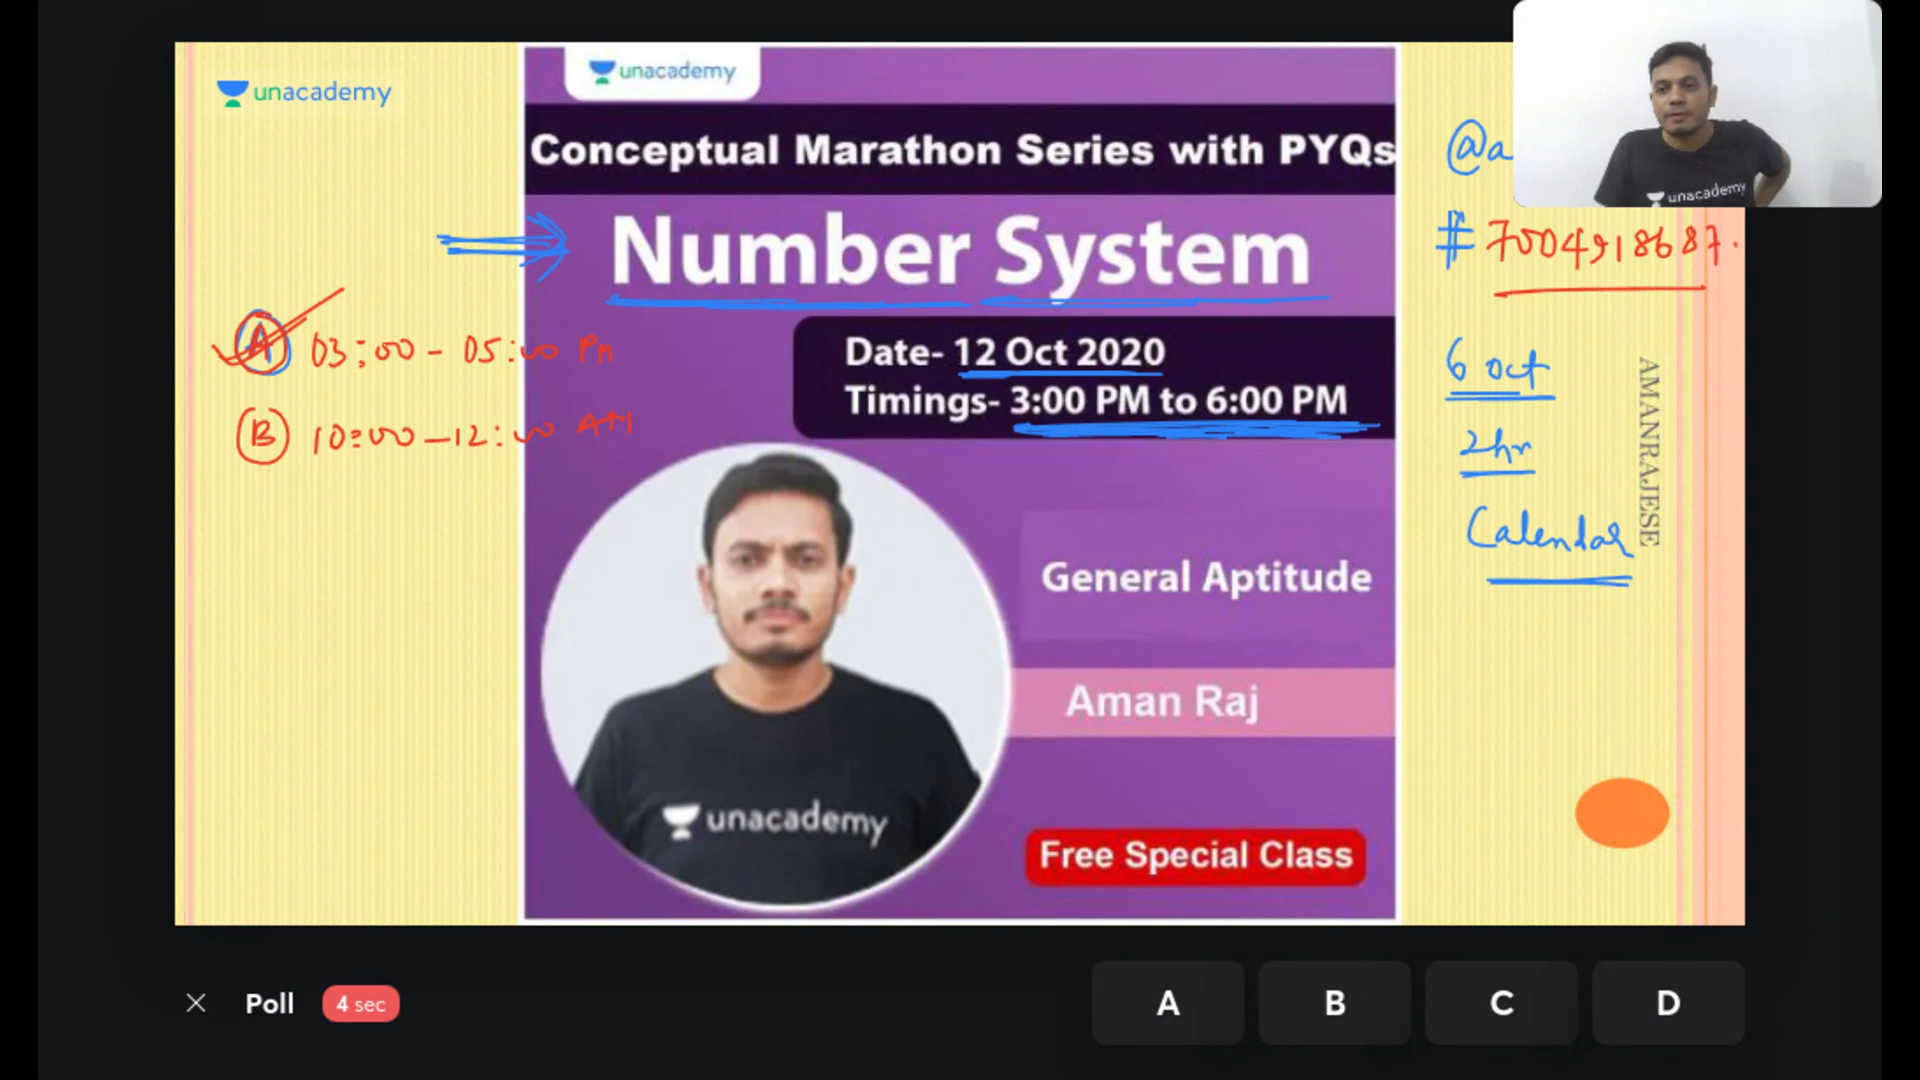 unacademy
unacademy
Conceptual Marathon Series with PYQs
Number System
Date- 12 Oct 2020
Timings- 3:00 PM to 6:00 PM
General Aptitude
Aman Raj
unacademy
Free Special Class
A 03:00 - 05:00 PM
B 10:00 - 12:00 AM
@a
unacademy
# 7004918687.
6 Oct
2hr
Calendar
AMANRAJESE
Poll 4 sec
A B C D